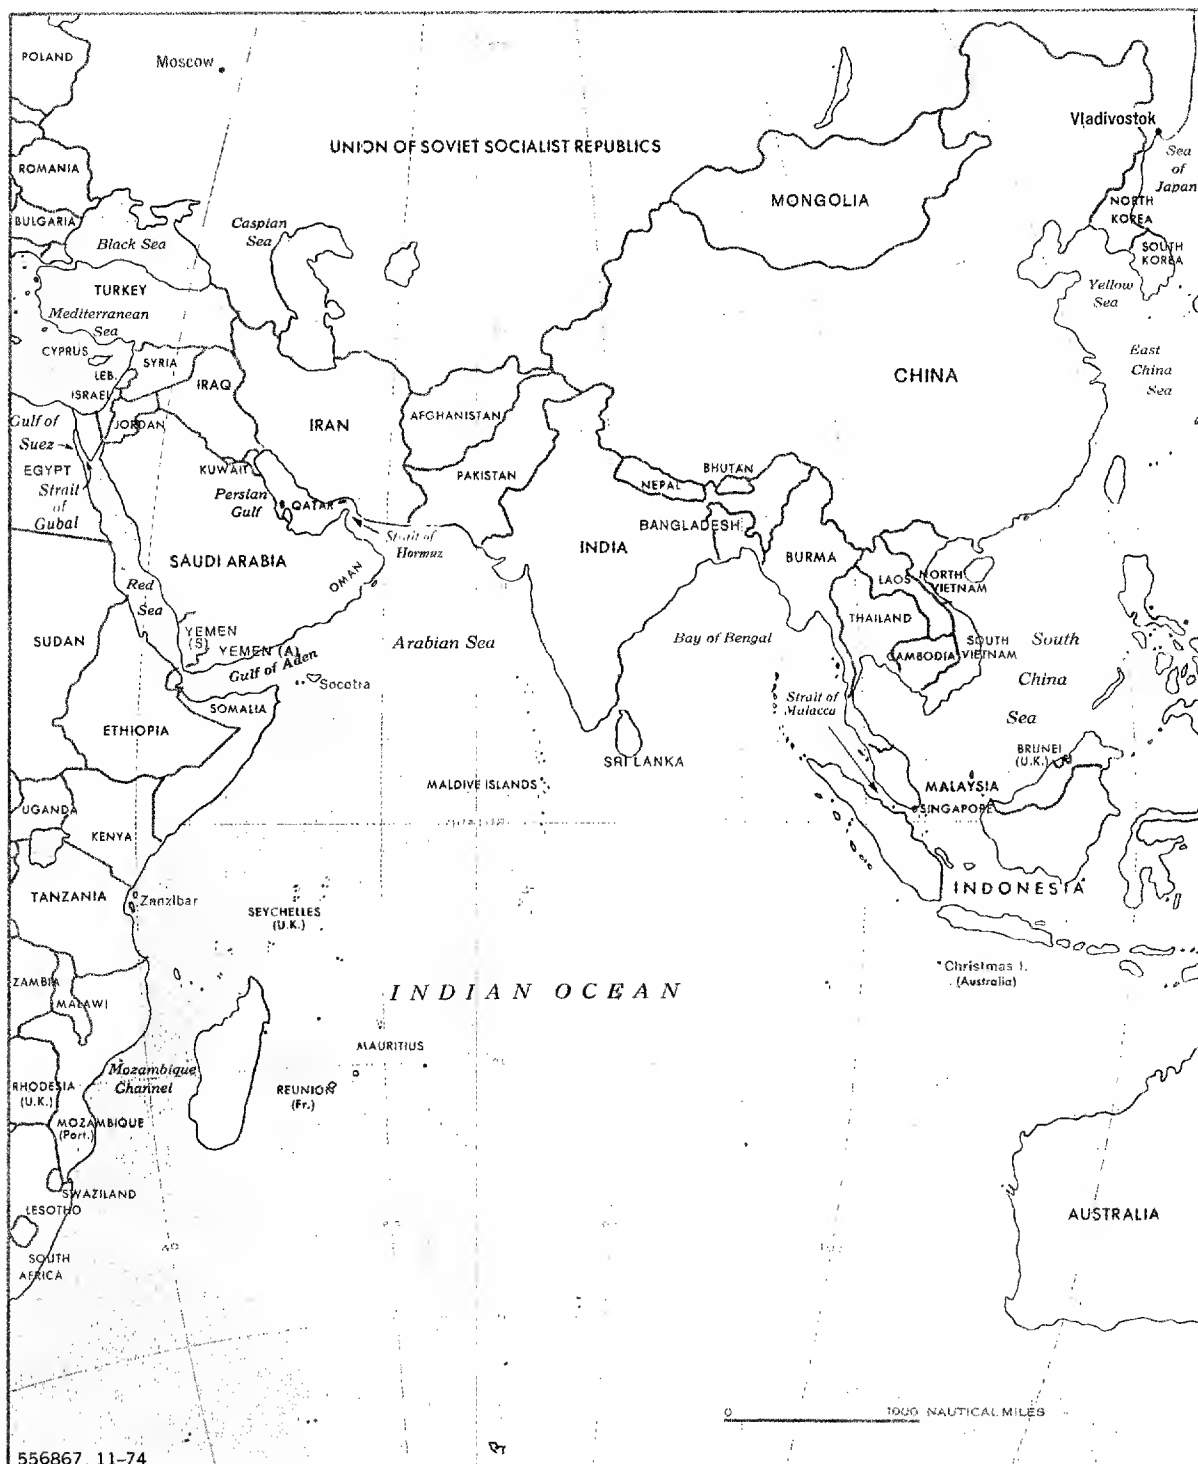 POLAND
Moscow
Vladivostok
UNION OF SOVIET SOCIALIST REPUBLICS
Sea
of
Japan
ROMANIA
MONGOLIA
NORTH
KOREA
BULGARIA
Caspian
Sea
Black Sea
SOUTH
KOREA
TURKEY
Yellow
Sea
Mediterranean
Sea
CYPRUS
SYRIA
East
China
Sea
LEB.
IRAQ
CHINA
ISRAEL
AFGHANISTAN
Gulf of
Suez
JORDAN
IRAN
EGYPT
KUWAIT
PAKISTAN
BHUTAN
NEPAL
Strait
of
Gubal
Persian
Gulf
QATAR
BANGLADESH
Strait of
Hormuz
INDIA
BURMA
SAUDI ARABIA
OMAN
LAOS
NORTH
VIETNAM
Red
Sea
THAILAND
SUDAN
YEMEN
(S)
YEMEN (A)
Arabian Sea
Bay of Bengal
SOUTH
VIETNAM
South
China
Sea
CAMBODIA
Gulf of Aden
Socotra
SOMALIA
Strait of
Malacca
ETHIOPIA
SRI LANKA
BRUNEI
(U.K.)
MALDIVE ISLANDS
MALAYSIA
UGANDA
SINGAPORE
KENYA
TANZANIA
Zanzibar
INDONESIA
SEYCHELLES
(U.K.)
ZAMBIA
Christmas I.
(Australia)
MALAWI
INDIAN OCEAN
MAURITIUS
Mozambique
Channel
RHODESIA
(U.K.)
REUNION
(Fr.)
MOZAMBIQUE
(Port.)
SWAZILAND
LESOTHO
AUSTRALIA
SOUTH
AFRICA
40
0 1000 NAUTICAL MILES
556867 11-74